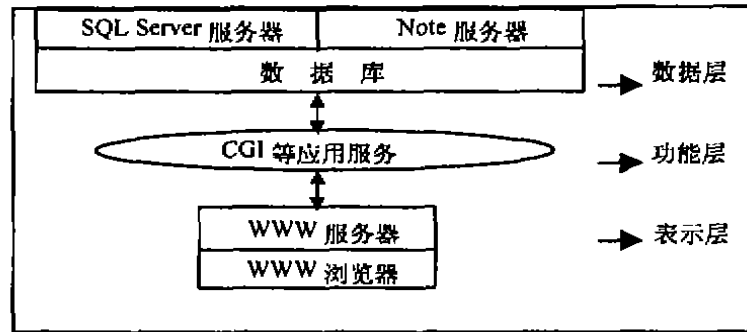 SQL Server 服务器 Note 服务器
数 据 库
数据层
CGI 等应用服务
功能层
WWW 服务器
表示层
WWW 浏览器